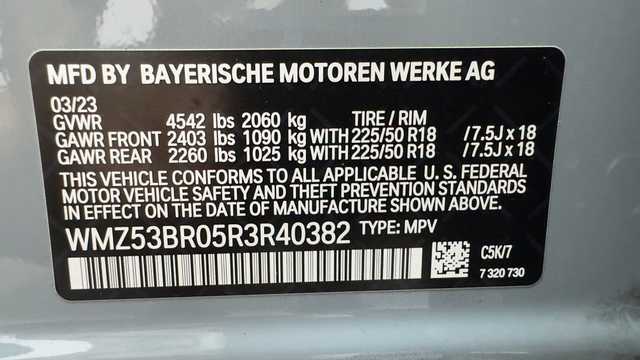 MFD BY BAYERISCHE MOTOREN WERKE AG
03/23
GVWR 4542 lbs 2060 kg TIRE / RIM
GAWR FRONT 2403 lbs 1090 kg WITH 225/50 R18 /7.5J x 18
GAWR REAR 2260 lbs 1025 kg WITH 225/50 R18 /7.5J x 18
THIS VEHICLE CONFORMS TO ALL APPLICABLE U. S. FEDERAL
MOTOR VEHICLE SAFETY AND THEFT PREVENTION STANDARDS
IN EFFECT ON THE DATE OF MANUFACTURE SHOWN ABOVE.
WMZ53BR05R3R40382 TYPE: MPV
C5K/7
7 320 730